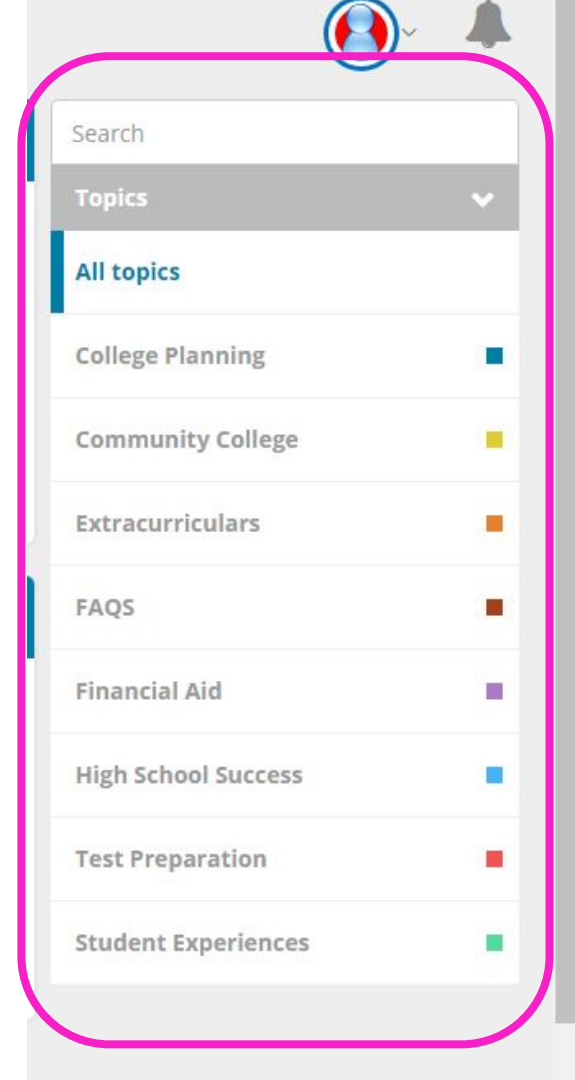 Search
Topics
All topics
College Planning
Community College
Extracurriculars
FAQS
Financial Aid
High School Success
Test Preparation
Student Experiences